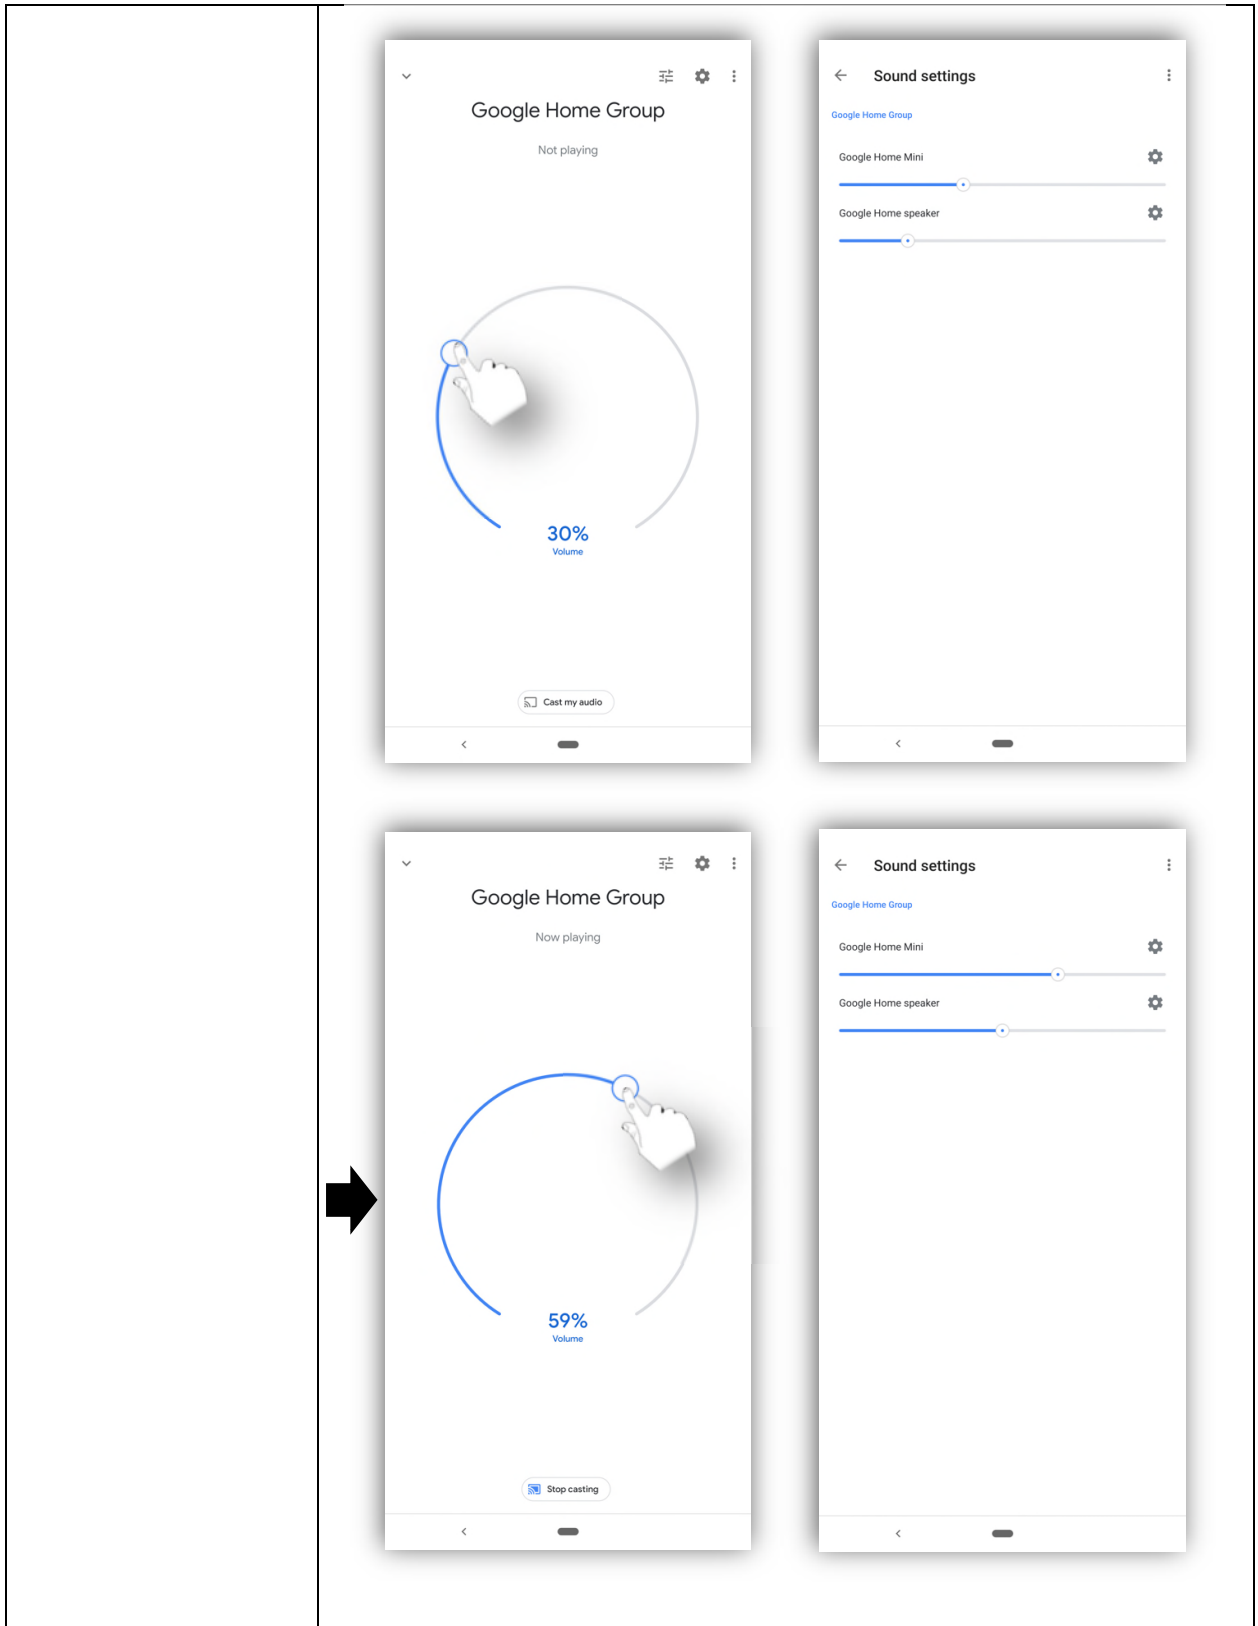 Google Home Group
Not playing
30%
Volume
Cast my audio
Sound settings
Google Home Group
Google Home Mini
Google Home speaker
Google Home Group
Now playing
59%
Volume
Stop casting
Sound settings
Google Home Group
Google Home Mini
Google Home speaker